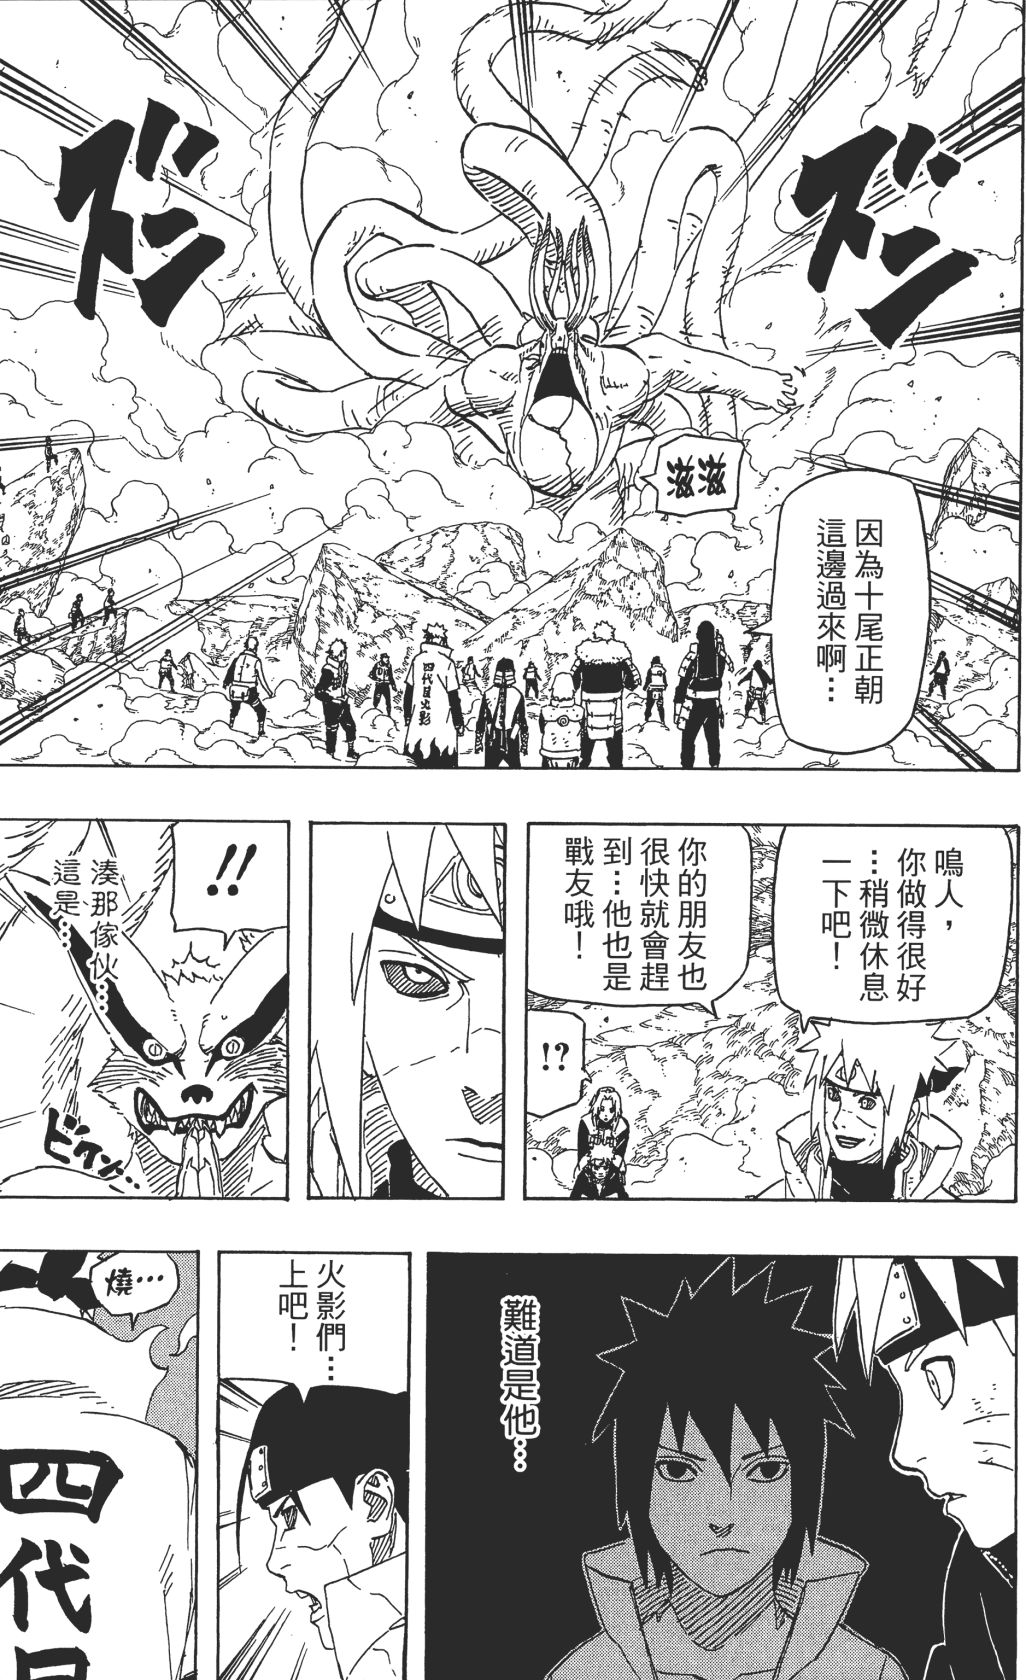 ズン
ズン
滋滋
因為十尾正朝
這邊過來啊…
四代目火影
鳴人，
你做得很好
…稍微休息
一下吧！
你的朋友也
很快就會趕
到…他也是
戰友哦！
!?
!!
湊那傢伙…
這是…
ビクンッ…
難道是他…
火影們…
上吧！
燒…
四代目